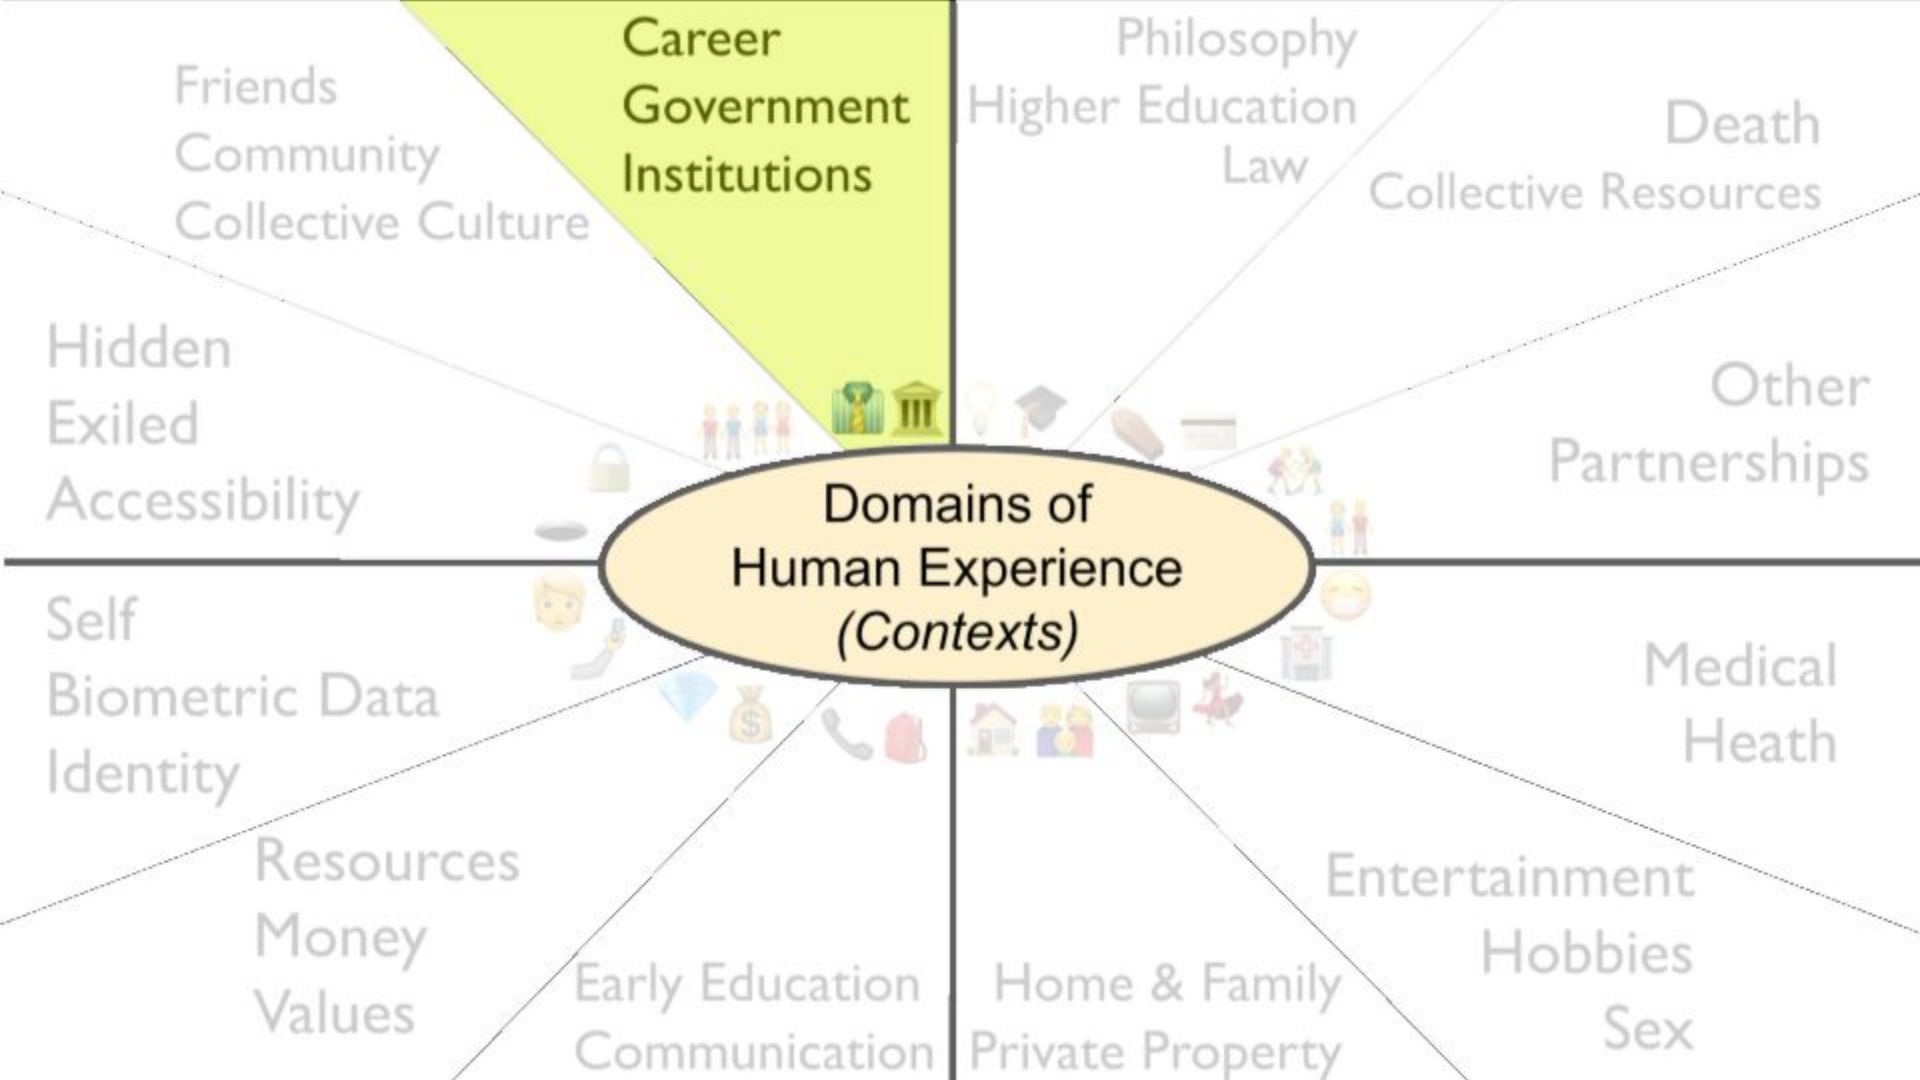 Career
Government
Institutions
Philosophy
Higher Education
Law
Death
Collective Resources
Other
Partnerships
Medical
Heath
Entertainment
Hobbies
Sex
Home & Family
Private Property
Early Education
Communication
Resources
Money
Values
Self
Biometric Data
Identity
Hidden
Exiled
Accessibility
Friends
Community
Collective Culture
Domains of
Human Experience
(Contexts)